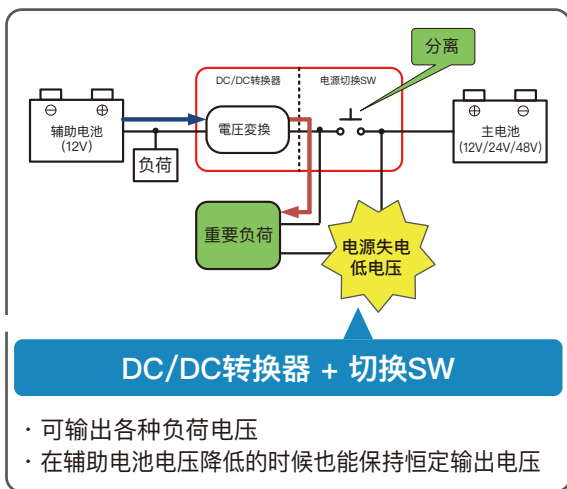 分离
DC/DC转换器
电源切换SW
⊖ ⊕
辅助电池
(12V)
電圧変換
⊕ ⊖
主电池
(12V/24V/48V)
负荷
重要负荷
电源失电
低电压
DC/DC转换器 + 切换SW
・可输出各种负荷电压
・在辅助电池电压降低的时候也能保持恒定输出电压